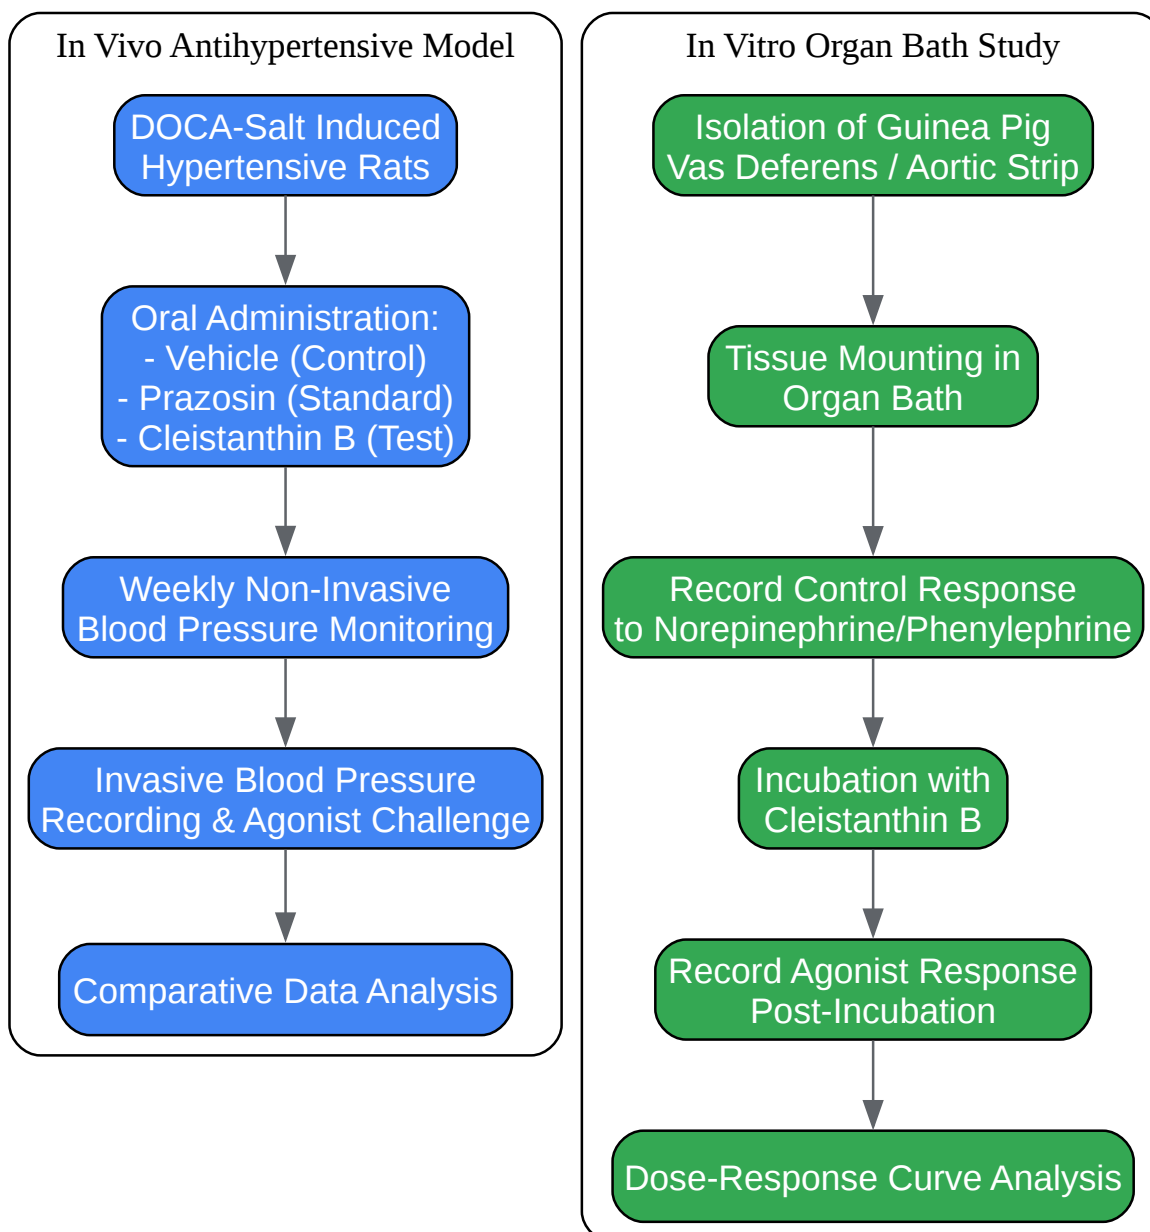 In Vivo Antihypertensive Model
DOCA-Salt Induced
Hypertensive Rats
Oral Administration:
- Vehicle (Control)
- Prazosin (Standard)
- Cleistanthin B (Test)
Weekly Non-Invasive
Blood Pressure Monitoring
Invasive Blood Pressure
Recording & Agonist Challenge
Comparative Data Analysis
In Vitro Organ Bath Study
Isolation of Guinea Pig
Vas Deferens / Aortic Strip
Tissue Mounting in
Organ Bath
Record Control Response
to Norepinephrine/Phenylephrine
Incubation with
Cleistanthin B
Record Agonist Response
Post-Incubation
Dose-Response Curve Analysis